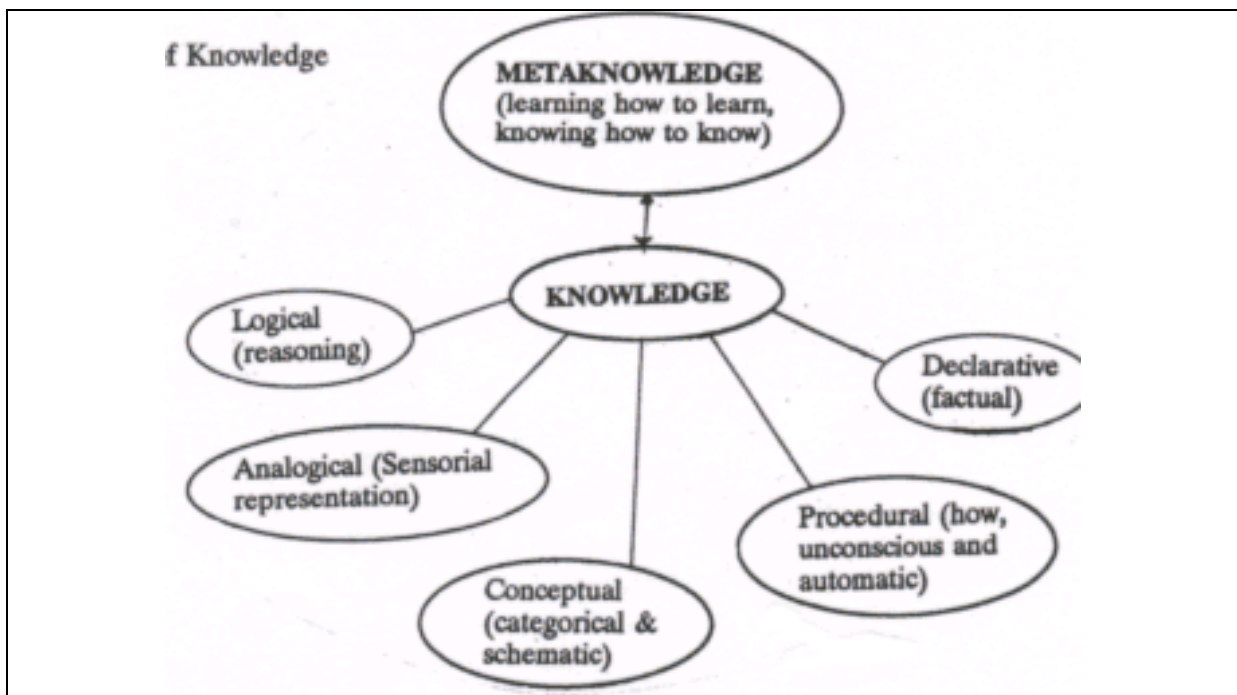 f Knowledge
METAKNOWLEDGE
(learning how to learn,
knowing how to know)
KNOWLEDGE
Logical
(reasoning)
Declarative
(factual)
Analogical (Sensorial
representation)
Procedural (how,
unconscious and
automatic)
Conceptual
(categorical &
schematic)